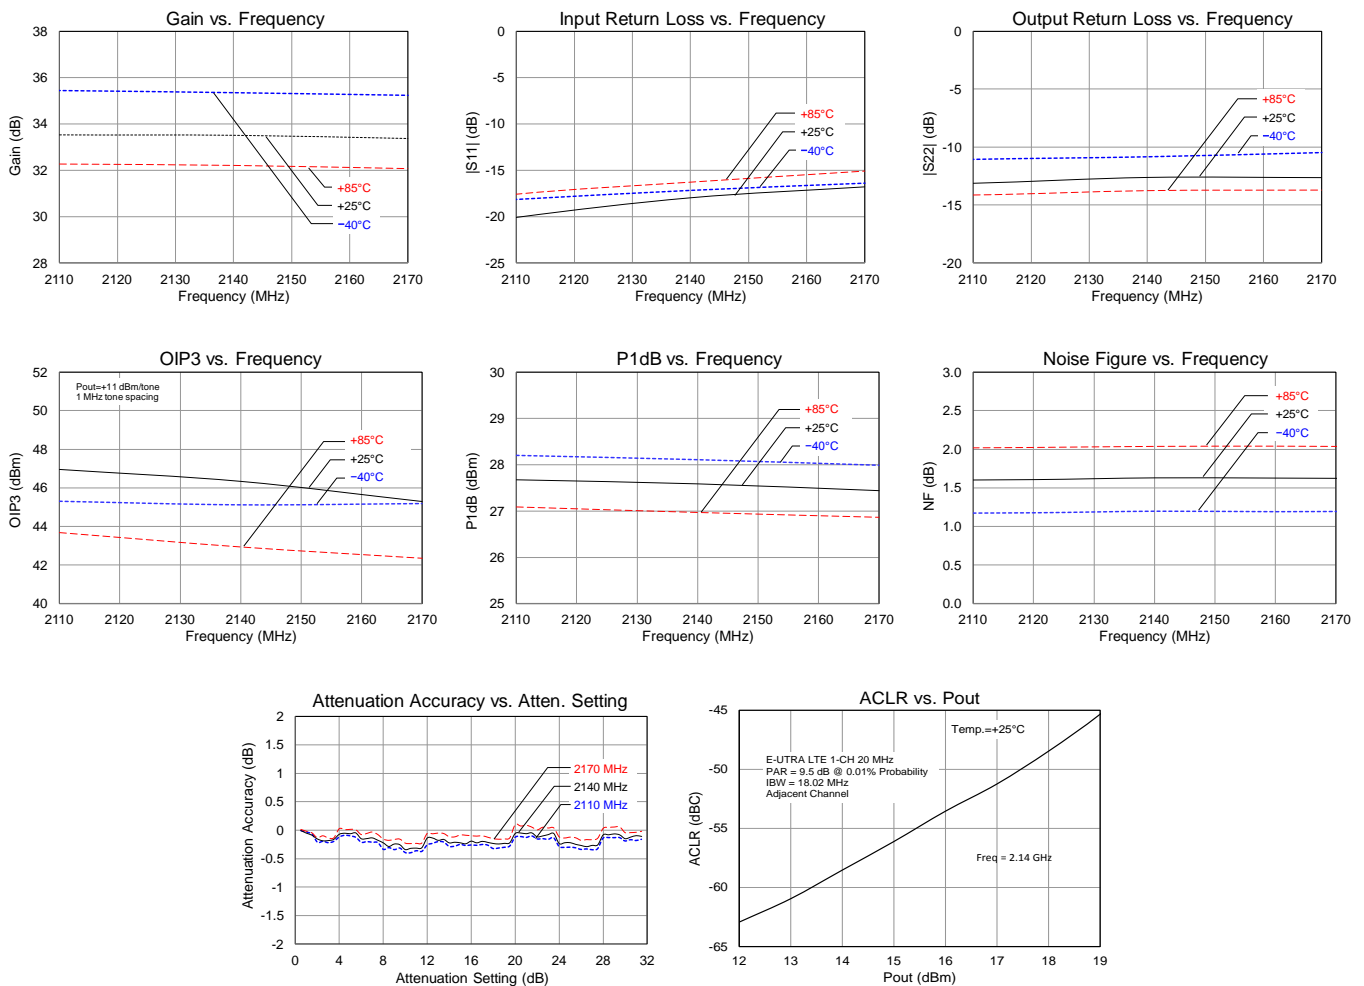 Gain vs. Frequency
38
36
34
32
30
28
Gain (dB)
+85°C
+25°C
−40°C
2110 2120 2130 2140 2150 2160 2170
Frequency (MHz)
Input Return Loss vs. Frequency
0
-5
-10
-15
-20
-25
|S11| (dB)
+85°C
+25°C
−40°C
2110 2120 2130 2140 2150 2160 2170
Frequency (MHz)
Output Return Loss vs. Frequency
0
-5
-10
-15
-20
|S22| (dB)
+85°C
+25°C
−40°C
2110 2120 2130 2140 2150 2160 2170
Frequency (MHz)
OIP3 vs. Frequency
52
50
48
46
44
42
40
OIP3 (dBm)
Pout=+11 dBm/tone
1 MHz tone spacing
+85°C
+25°C
−40°C
2110 2120 2130 2140 2150 2160 2170
Frequency (MHz)
P1dB vs. Frequency
30
29
28
27
26
25
P1dB (dBm)
+85°C
+25°C
−40°C
2110 2120 2130 2140 2150 2160 2170
Frequency (MHz)
Noise Figure vs. Frequency
3.0
2.5
2.0
1.5
1.0
0.5
0.0
NF (dB)
+85°C
+25°C
−40°C
2110 2120 2130 2140 2150 2160 2170
Frequency (MHz)
Attenuation Accuracy vs. Atten. Setting
2
1.5
1
0.5
0
-0.5
-1
-1.5
-2
Attenuation Accuracy (dB)
2170 MHz
2140 MHz
2110 MHz
0 4 8 12 16 20 24 28 32
Attenuation Setting (dB)
ACLR vs. Pout
-45
-50
-55
-60
-65
ACLR (dBC)
Temp.=+25°C
E-UTRA LTE 1-CH 20 MHz
PAR = 9.5 dB @ 0.01% Probability
IBW = 18.02 MHz
Adjacent Channel
Freq = 2.14 GHz
12 13 14 15 16 17 18 19
Pout (dBm)